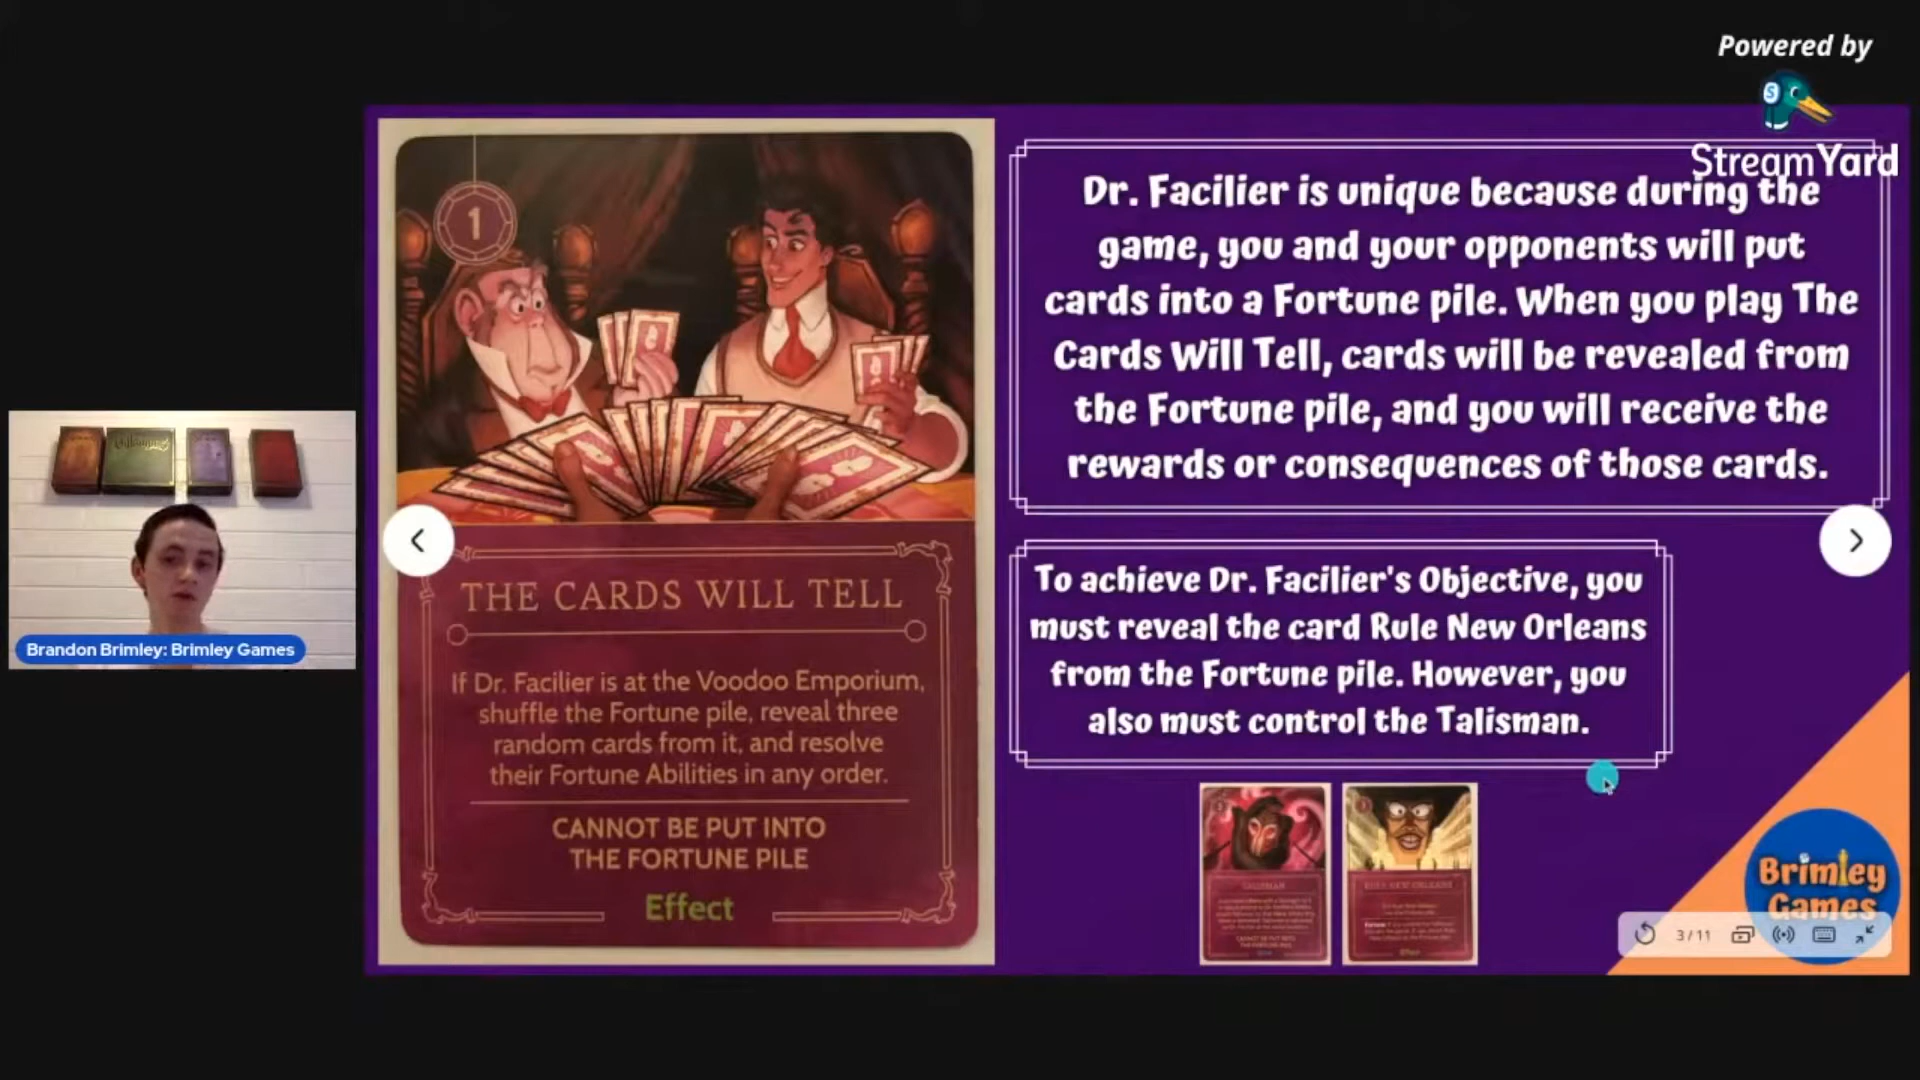 Powered by
S
StreamYard
Dr. Facilier is unique because during the
game, you and your opponents will put
cards into a Fortune pile. When you play The
Cards Will Tell, cards will be revealed from
the Fortune pile, and you will receive the
rewards or consequences of those cards.
1
THE CARDS WILL TELL
If Dr. Facilier is at the Voodoo Emporium,
shuffle the Fortune pile, reveal three
random cards from it, and resolve
their Fortune Abilities in any order.
CANNOT BE PUT INTO
THE FORTUNE PILE
Effect
To achieve Dr. Facilier's Objective, you
must reveal the card Rule New Orleans
from the Fortune pile. However, you
also must control the Talisman.
TALISMAN
RULE NEW ORLEANS
Brimley
Games
3 / 11
Brandon Brimley: Brimley Games